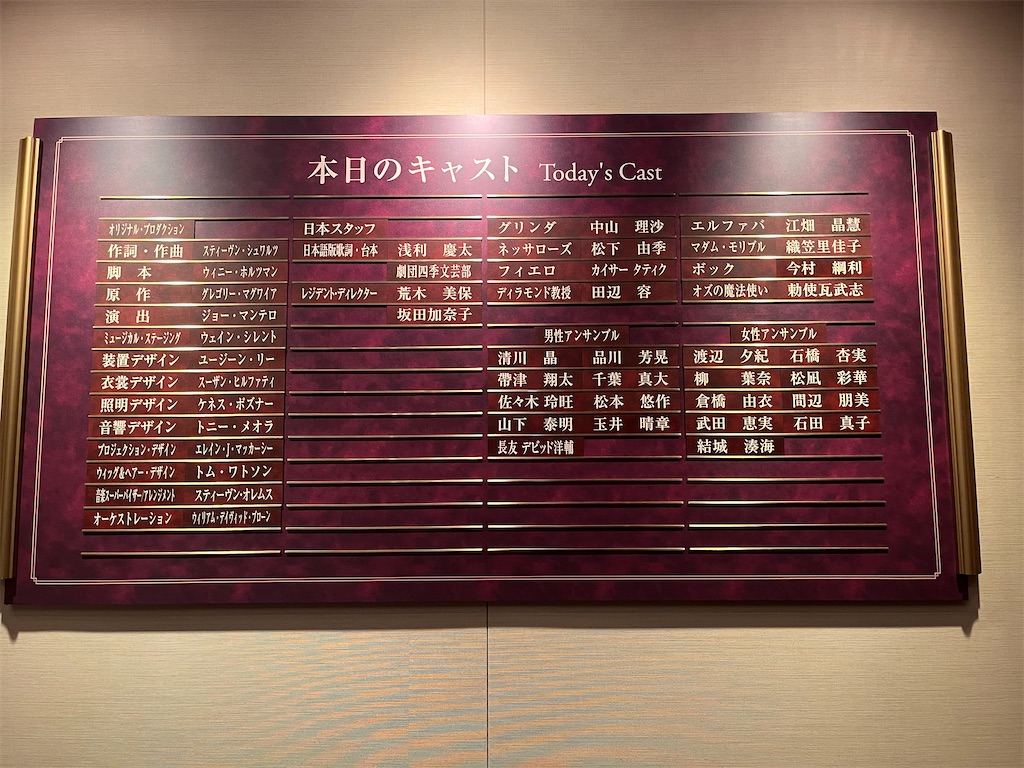 本日のキャスト Today's Cast
オリジナル・プロダクション
作詞・作曲 スティーヴン・シュワルツ
脚本 ウィニー・ホルツマン
原作 グレゴリー・マグワイア
演出 ジョー・マンテロ
ミュージカル・ステージング ウェイン・シレント
装置デザイン ユージーン・リー
衣裳デザイン スーザン・ヒルファティ
照明デザイン ケネス・ポズナー
音響デザイン トニー・メオラ
プロジェクション・デザイン エレイン・J・マッカーシー
ウィッグ&ヘアー・デザイン トム・ワトソン
音楽スーパーバイザー/アレンジメント スティーヴン・オレムス
オーケストレーション ウィリアム・デイヴィッド・ブローン
日本スタッフ
日本語版歌詞・台本 浅利 慶太
劇団四季文芸部
レジデント・ディレクター 荒木 美保
坂田加奈子
グリンダ 中山 理沙
ネッサローズ 松下 由季
フィエロ カイサー タティク
ディラモンド教授 田辺 容
男性アンサンブル
清川 晶 品川 芳晃
帶津 翔太 千葉 真大
佐々木 玲旺 松本 悠作
山下 泰明 玉井 晴章
長友 デビッド洋輔
エルファバ 江畑 晶慧
マダム・モリブル 織笠里佳子
ボック 今村 綱利
オズの魔法使い 勅使瓦武志
女性アンサンブル
渡辺 夕紀 石橋 杏実
柳 葉奈 松凪 彩華
倉橋 由衣 間辺 朋美
武田 恵実 石田 真子
結城 湊海